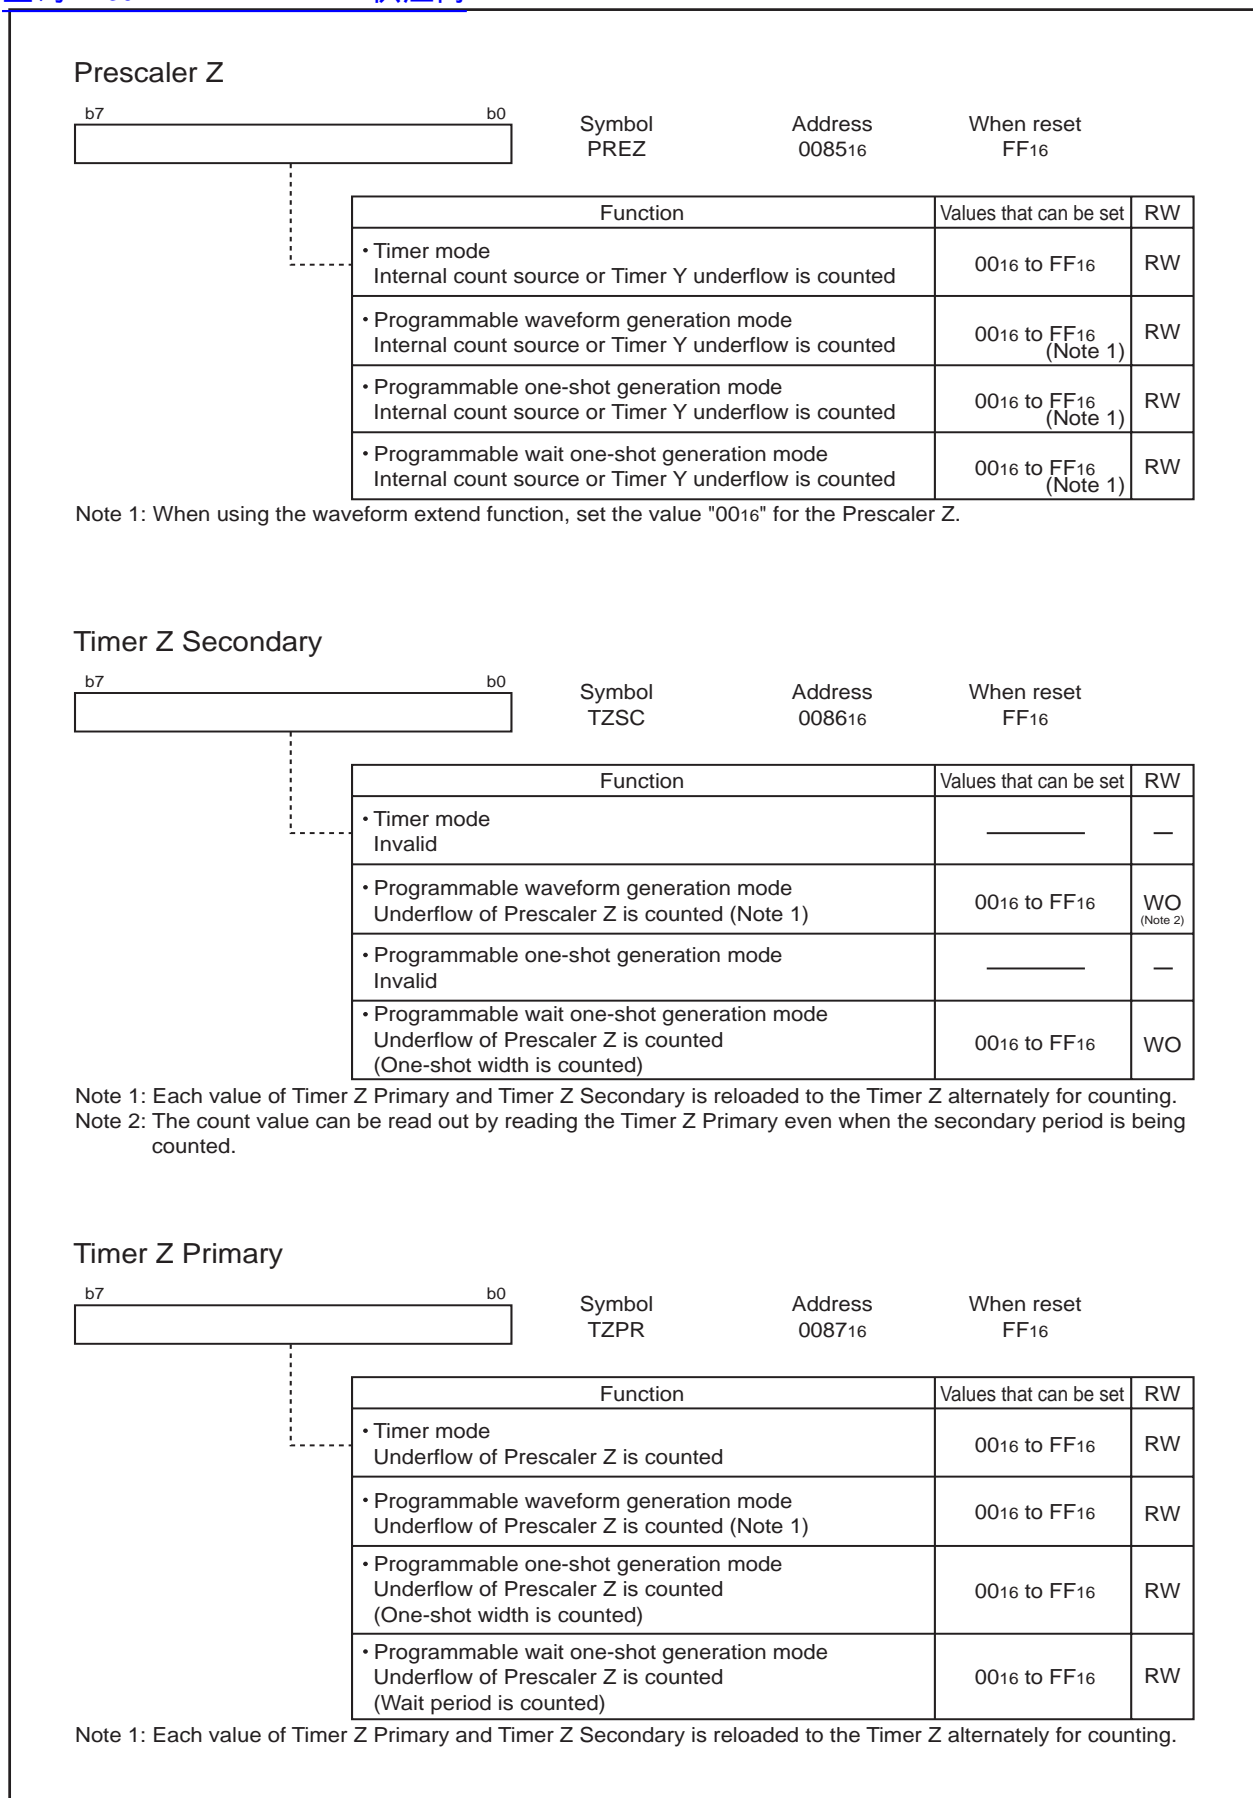 Prescaler Z
b7 b0
Symbol Address When reset
PREZ 008516 FF16
Function Values that can be set RW
• Timer mode
Internal count source or Timer Y underflow is counted 0016 to FF16 RW
• Programmable waveform generation mode
Internal count source or Timer Y underflow is counted 0016 to FF16 RW
(Note 1)
• Programmable one-shot generation mode
Internal count source or Timer Y underflow is counted 0016 to FF16 RW
(Note 1)
• Programmable wait one-shot generation mode
Internal count source or Timer Y underflow is counted 0016 to FF16 RW
(Note 1)
Note 1: When using the waveform extend function, set the value "0016" for the Prescaler Z.
Timer Z Secondary
b7 b0
Symbol Address When reset
TZSC 008616 FF16
Function Values that can be set RW
• Timer mode
Invalid — —
• Programmable waveform generation mode
Underflow of Prescaler Z is counted (Note 1) 0016 to FF16 WO
(Note 2)
• Programmable one-shot generation mode
Invalid — —
• Programmable wait one-shot generation mode
Underflow of Prescaler Z is counted 0016 to FF16 WO
(One-shot width is counted)
Note 1: Each value of Timer Z Primary and Timer Z Secondary is reloaded to the Timer Z alternately for counting.
Note 2: The count value can be read out by reading the Timer Z Primary even when the secondary period is being
counted.
Timer Z Primary
b7 b0
Symbol Address When reset
TZPR 008716 FF16
Function Values that can be set RW
• Timer mode
Underflow of Prescaler Z is counted 0016 to FF16 RW
• Programmable waveform generation mode
Underflow of Prescaler Z is counted (Note 1) 0016 to FF16 RW
• Programmable one-shot generation mode
Underflow of Prescaler Z is counted 0016 to FF16 RW
(One-shot width is counted)
• Programmable wait one-shot generation mode
Underflow of Prescaler Z is counted 0016 to FF16 RW
(Wait period is counted)
Note 1: Each value of Timer Z Primary and Timer Z Secondary is reloaded to the Timer Z alternately for counting.